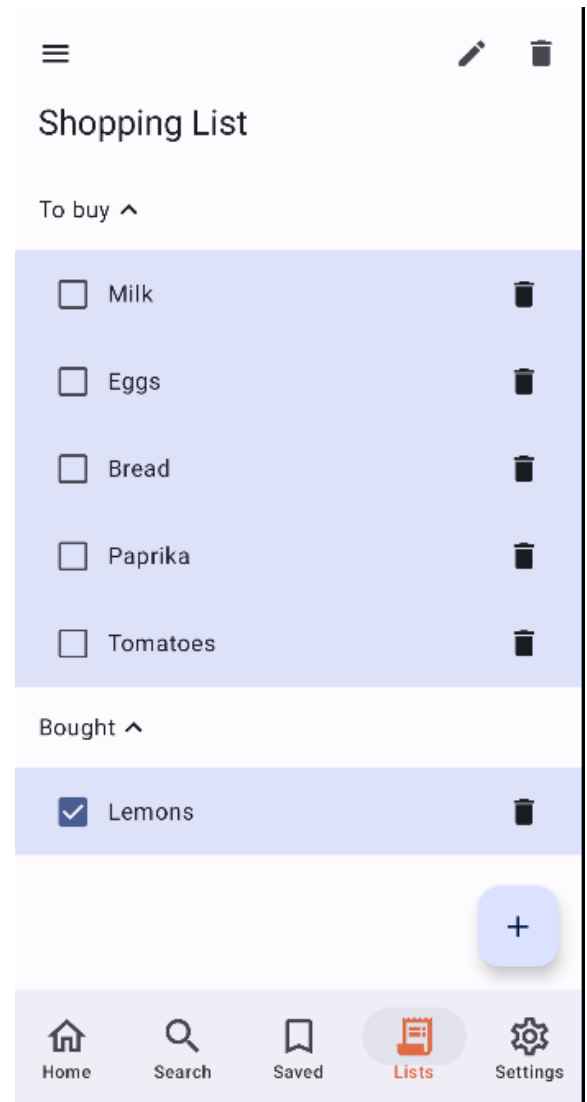 Shopping List
To buy
Milk
Eggs
Bread
Paprika
Tomatoes
Bought
Lemons
Home Search Saved Lists Settings